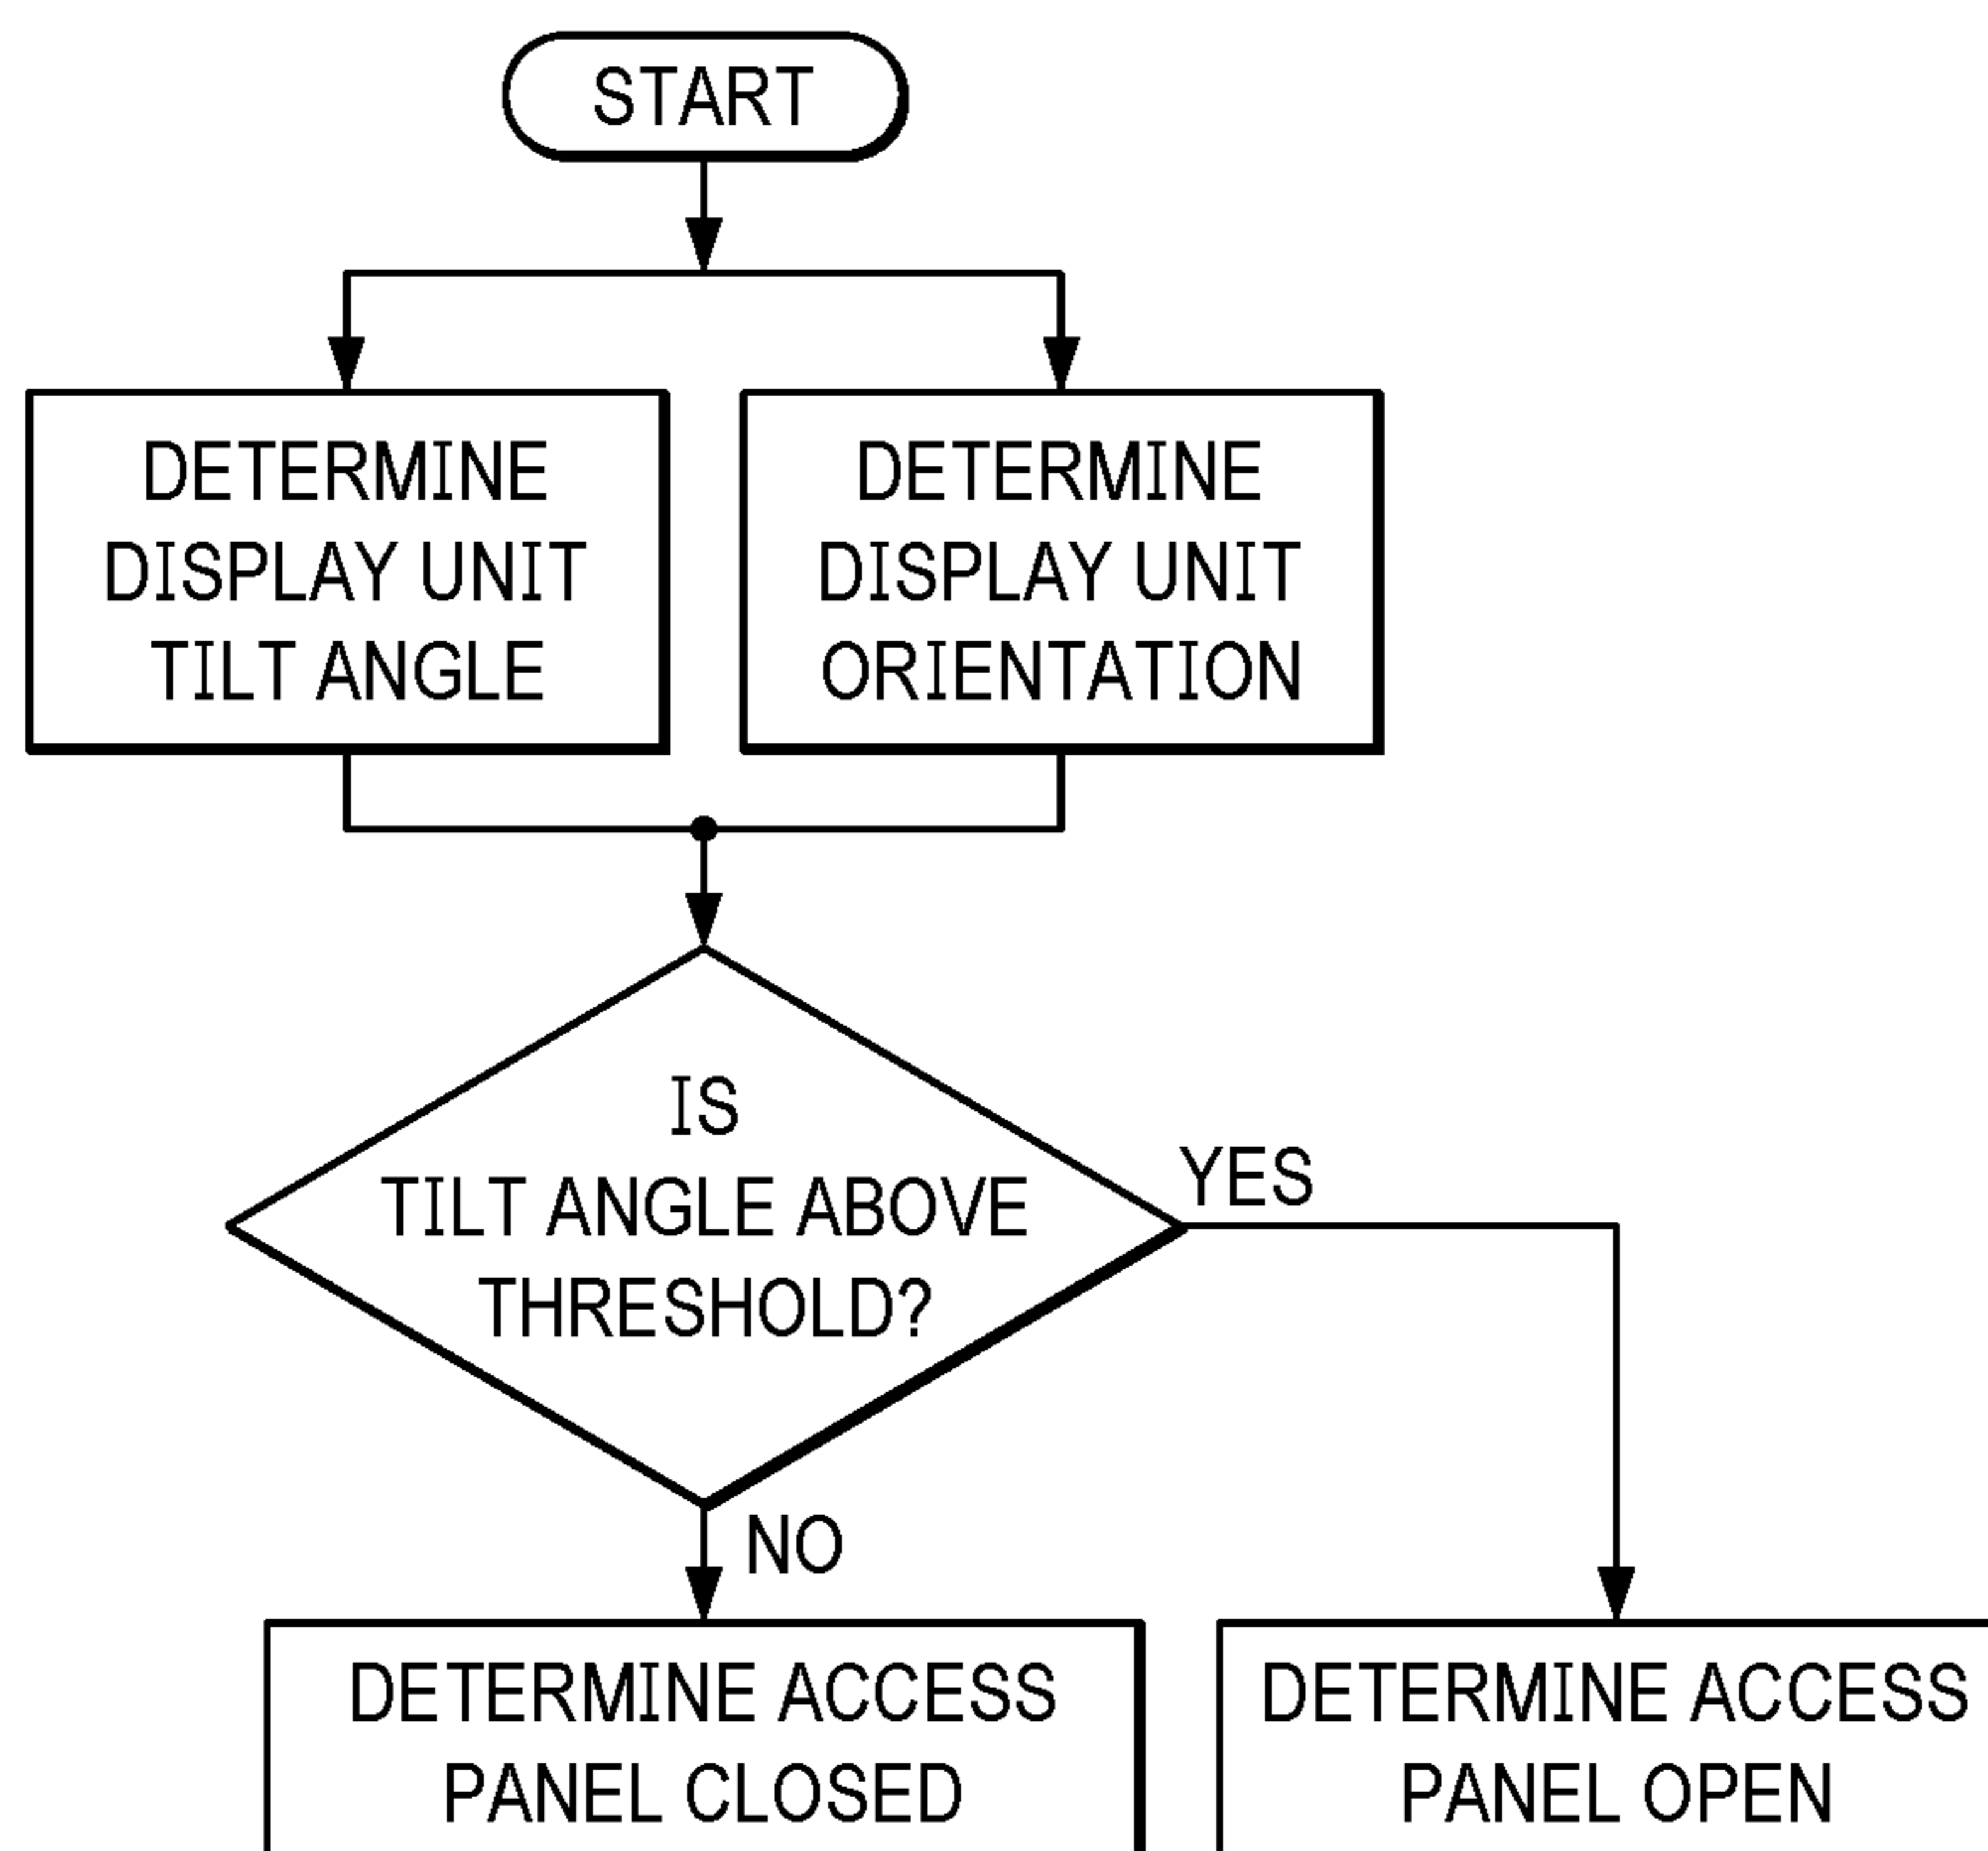 START
DETERMINE
DISPLAY UNIT
TILT ANGLE
DETERMINE
DISPLAY UNIT
ORIENTATION
IS
TILT ANGLE ABOVE
THRESHOLD?
YES
NO
DETERMINE ACCESS
PANEL CLOSED
DETERMINE ACCESS
PANEL OPEN